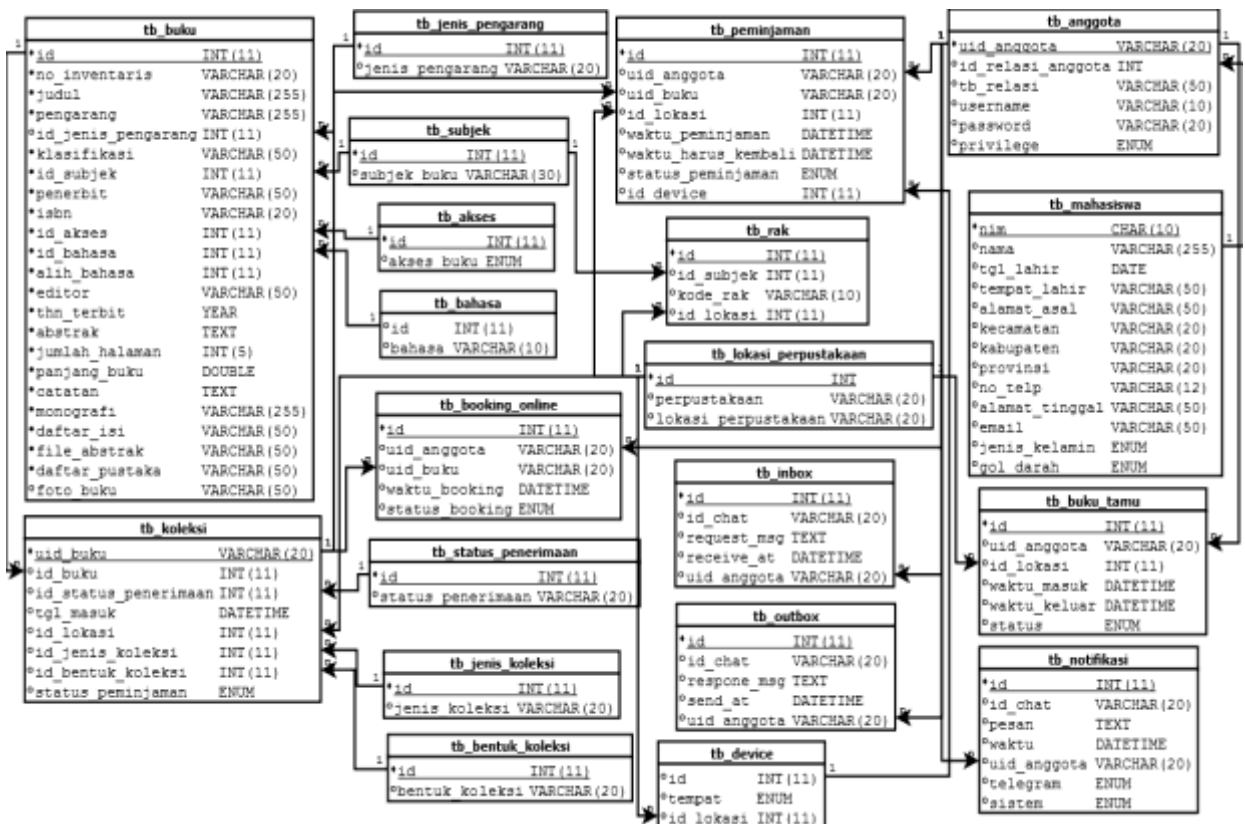 tb_buku
*id INT(11)
*no_inventaris VARCHAR(20)
*judul VARCHAR(255)
*pengarang VARCHAR(255)
°id_jenis_pengarang INT(11)
*klasifikasi VARCHAR(50)
*id_subjek INT(11)
*penerbit VARCHAR(50)
*isbn VARCHAR(20)
*id_akses INT(11)
*id_bahasa INT(11)
*alih_bahasa INT(11)
*editor VARCHAR(50)
*thn_terbit YEAR
*abstrak TEXT
*jumlah_halaman INT(5)
*panjang_buku DOUBLE
*catatan TEXT
*monografi VARCHAR(255)
*daftar_isi VARCHAR(50)
*file_abstrak VARCHAR(50)
*daftar_pustaka VARCHAR(50)
°foto_buku VARCHAR(50)
tb_koleksi
*uid_buku VARCHAR(20)
°id_buku INT(11)
°id_status_penerimaan INT(11)
°tgl_masuk DATETIME
°id_lokasi INT(11)
°id_jenis_koleksi INT(11)
°id_bentuk_koleksi INT(11)
°status_peminjaman ENUM
tb_jenis_pengarang
*id INT(11)
°jenis_pengarang VARCHAR(20)
tb_subjek
*id INT(11)
°subjek_buku VARCHAR(30)
tb_akses
*id INT(11)
°akses_buku ENUM
tb_bahasa
°id INT(11)
°bahasa VARCHAR(10)
tb_booking_online
*id INT(11)
°uid_anggota VARCHAR(20)
°uid_buku VARCHAR(20)
°waktu_booking DATETIME
°status_booking ENUM
tb_status_penerimaan
*id INT(11)
°status_penerimaan VARCHAR(20)
tb_jenis_koleksi
*id INT(11)
°jenis_koleksi VARCHAR(20)
tb_bentuk_koleksi
*id INT(11)
°bentuk_koleksi VARCHAR(20)
tb_peminjaman
*id INT(11)
°uid_anggota VARCHAR(20)
°uid_buku VARCHAR(20)
°id_lokasi INT(11)
°waktu_peminjaman DATETIME
°waktu_harus_kembali DATETIME
°status_peminjaman ENUM
°id_device INT(11)
tb_rak
*id INT(11)
°id_subjek INT(11)
°kode_rak VARCHAR(10)
°id_lokasi INT(11)
tb_lokasi_perpustakaan
*id INT
°perpustakaan VARCHAR(20)
°lokasi_perpustakaan VARCHAR(20)
tb_inbox
*id INT(11)
°id_chat VARCHAR(20)
°request_msg TEXT
°receive_at DATETIME
°uid_anggota VARCHAR(20)
tb_outbox
*id INT(11)
°id_chat VARCHAR(20)
°respone_msg TEXT
°send_at DATETIME
°uid_anggota VARCHAR(20)
tb_device
°id INT(11)
°tempat ENUM
°id_lokasi INT(11)
tb_anggota
*uid_anggota VARCHAR(20)
°id_relasi_anggota INT
°tb_relasi VARCHAR(50)
°username VARCHAR(10)
°password VARCHAR(20)
°privilege ENUM
tb_mahasiswa
*nim CHAR(10)
°nama VARCHAR(255)
°tgl_lahir DATE
°tempat_lahir VARCHAR(50)
°alamat_asal VARCHAR(50)
°kecamatan VARCHAR(20)
°kabupaten VARCHAR(20)
°provinsi VARCHAR(20)
°no_telp VARCHAR(12)
°alamat_tinggal VARCHAR(50)
°email VARCHAR(50)
°jenis_kelamin ENUM
°gol_darah ENUM
tb_buku_tamu
*id INT(11)
°uid_anggota VARCHAR(20)
°id_lokasi INT(11)
°waktu_masuk DATETIME
°waktu_keluar DATETIME
°status ENUM
tb_notifikasi
*id INT(11)
°id_chat VARCHAR(20)
°pesan TEXT
°waktu DATETIME
°uid_anggota VARCHAR(20)
°telegram ENUM
°sistem ENUM